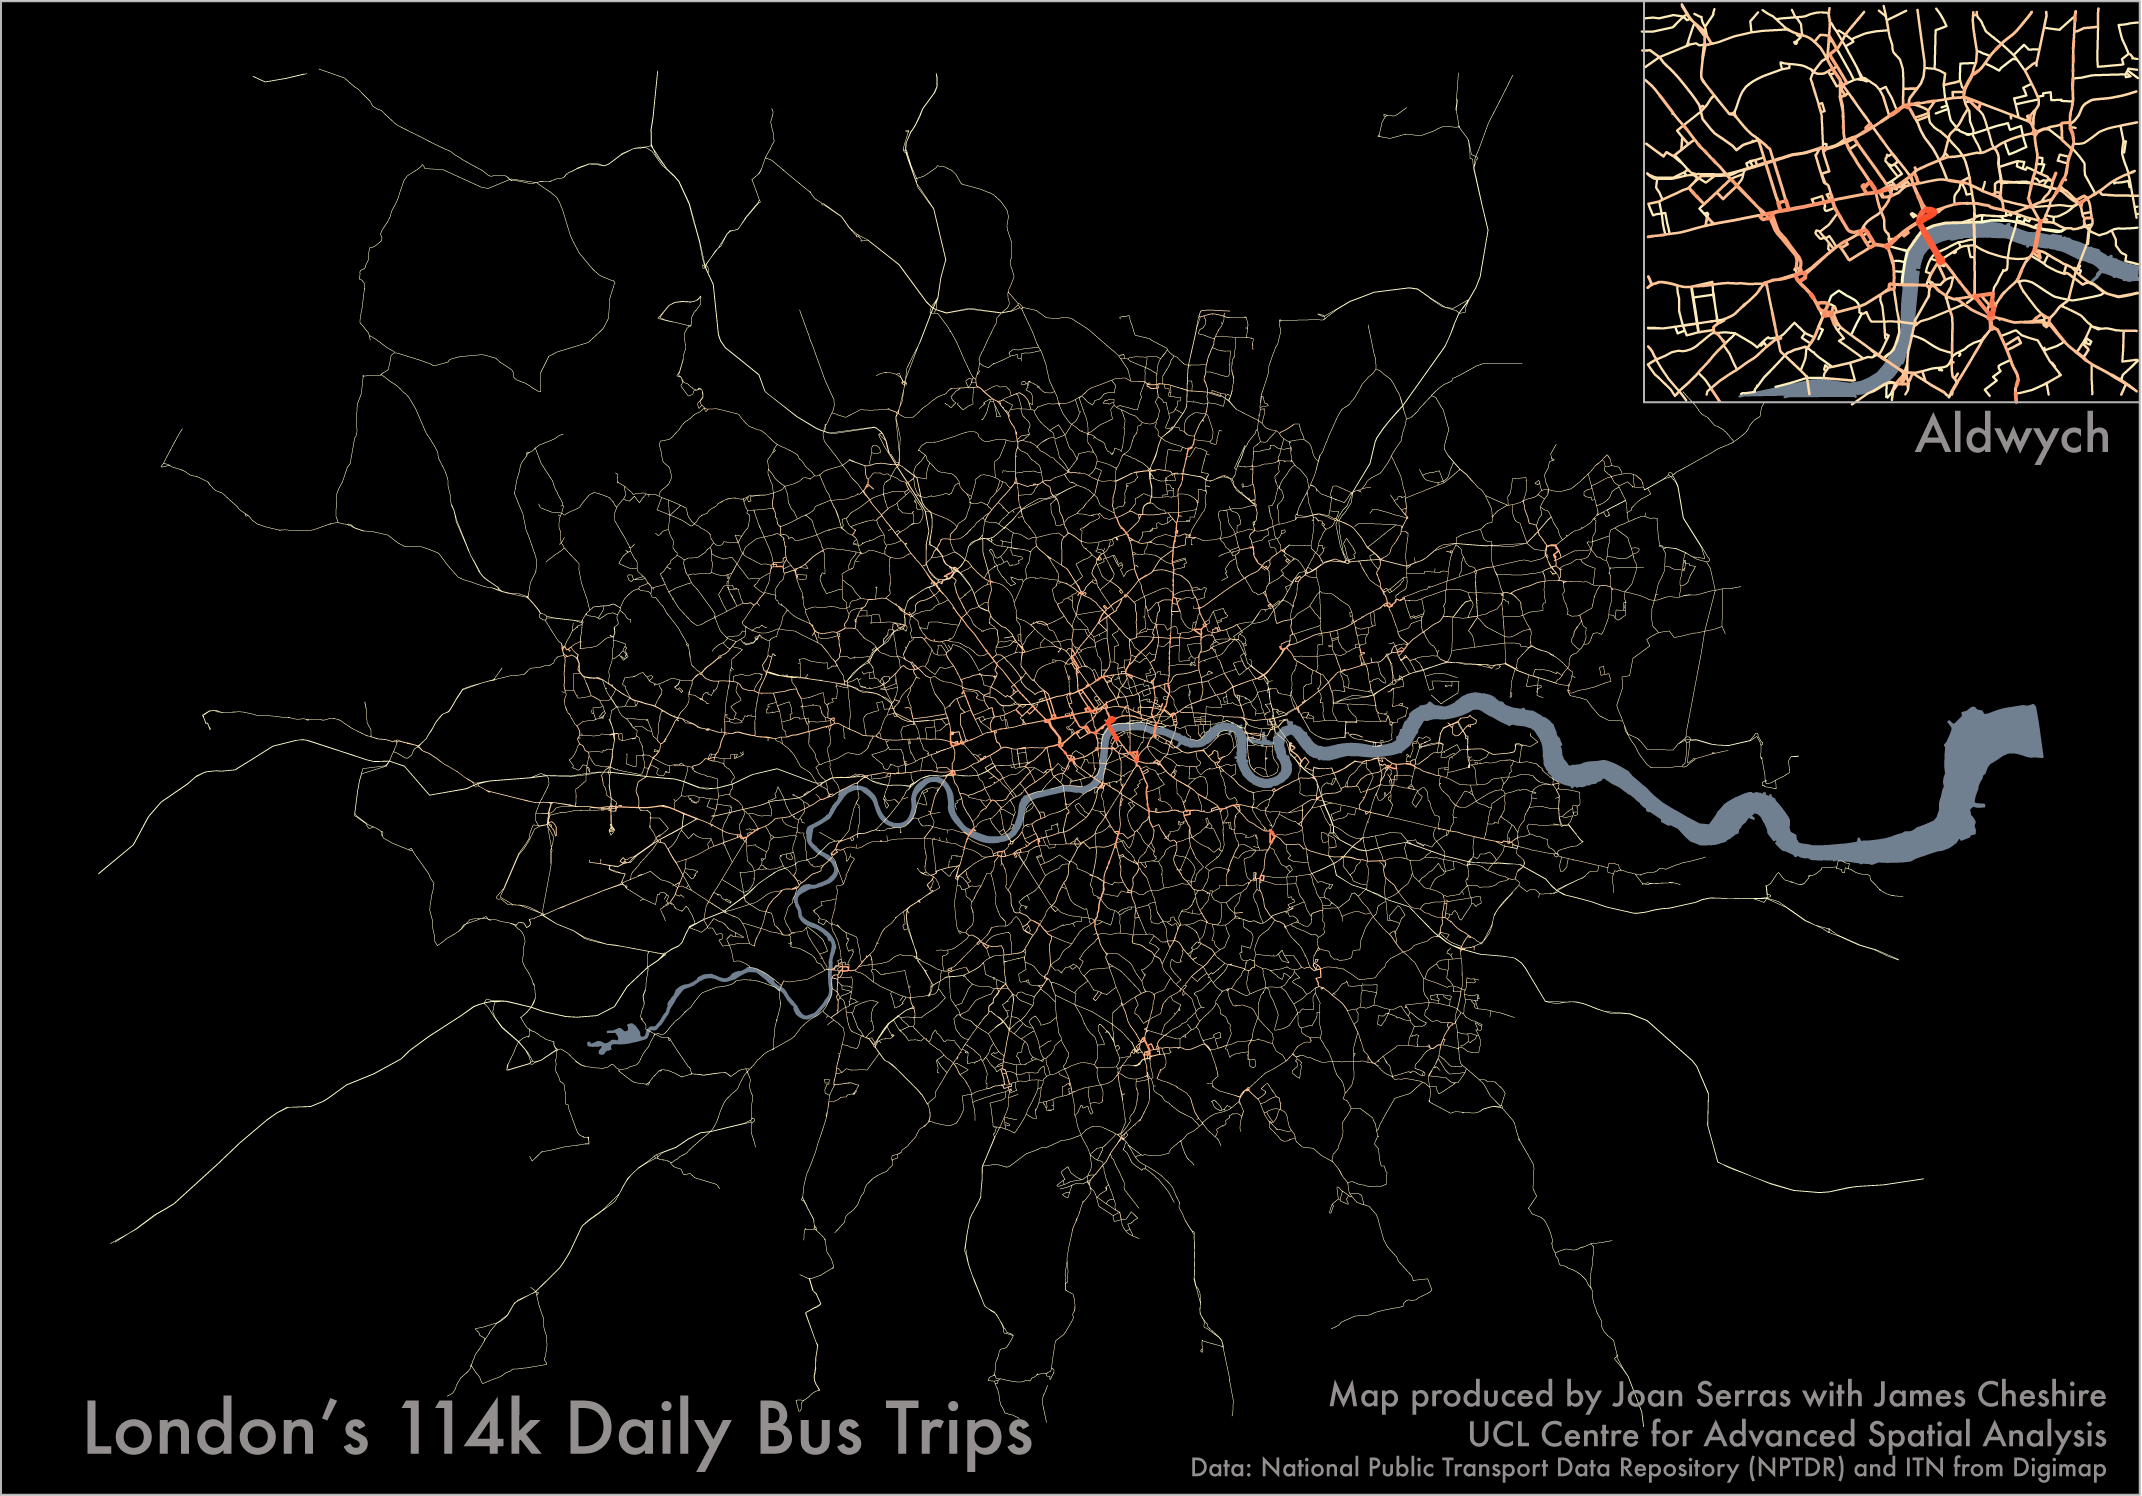 Aldwych
London's 114k Daily Bus Trips
Map produced by Joan Serras with James Cheshire
UCL Centre for Advanced Spatial Analysis
Data: National Public Transport Data Repository (NPTDR) and ITN from Digimap